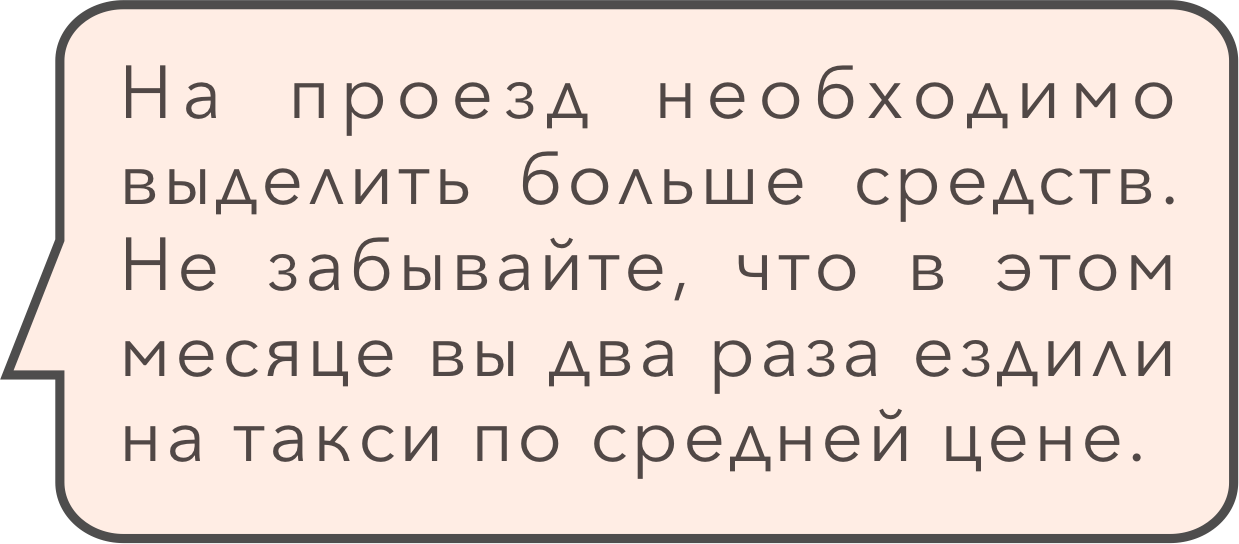 На проезд необходимо
выделить больше средств.
Не забывайте, что в этом
месяце вы два раза ездили
на такси по средней цене.